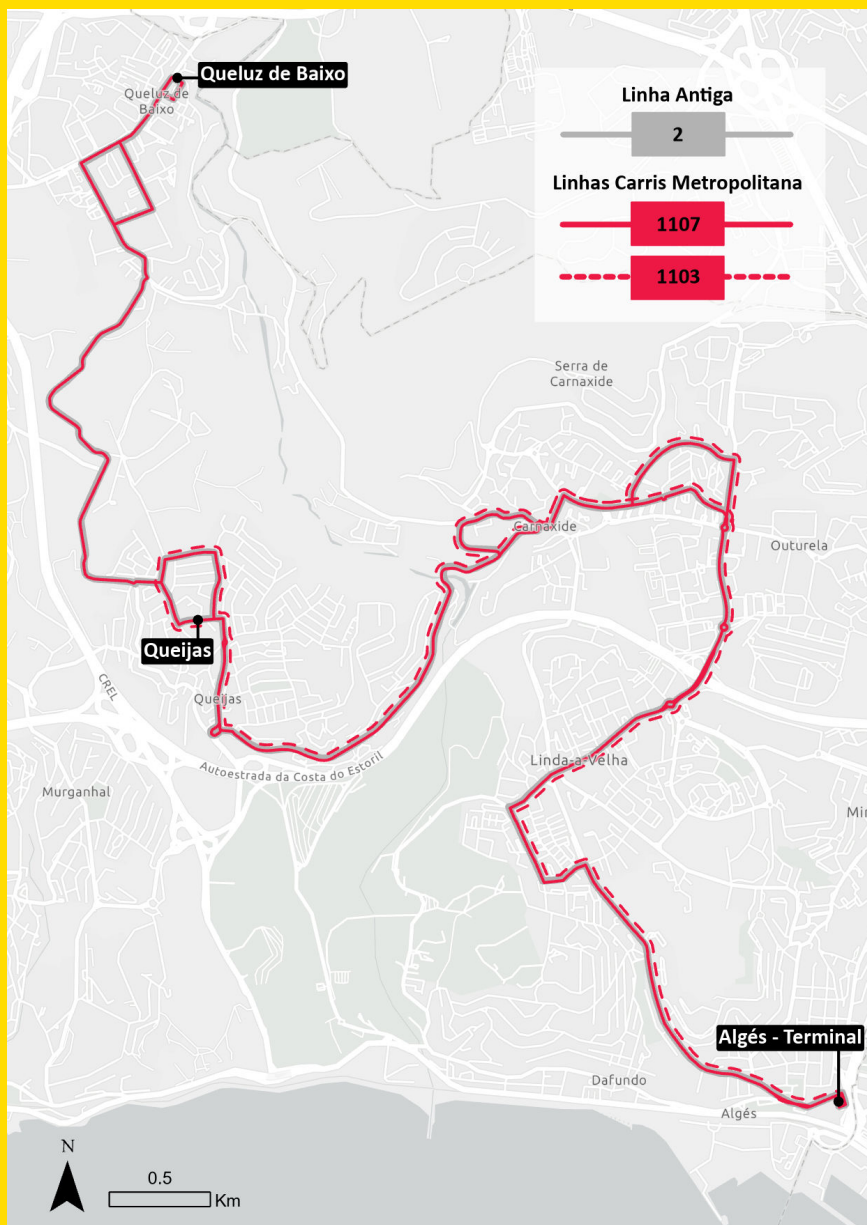 Queluz de Baixo
Queluz de
Baixo
Linha Antiga
2
Linhas Carris Metropolitana
1107
1103
Serra de
Carnaxide
Carnaxide
Outurela
Queijas
Queijas
CREL
Autoestrada da Costa do Estoril
Linda-a-Velha
Murganhal
Algés - Terminal
Dafundo
Algés
N
0.5
Km